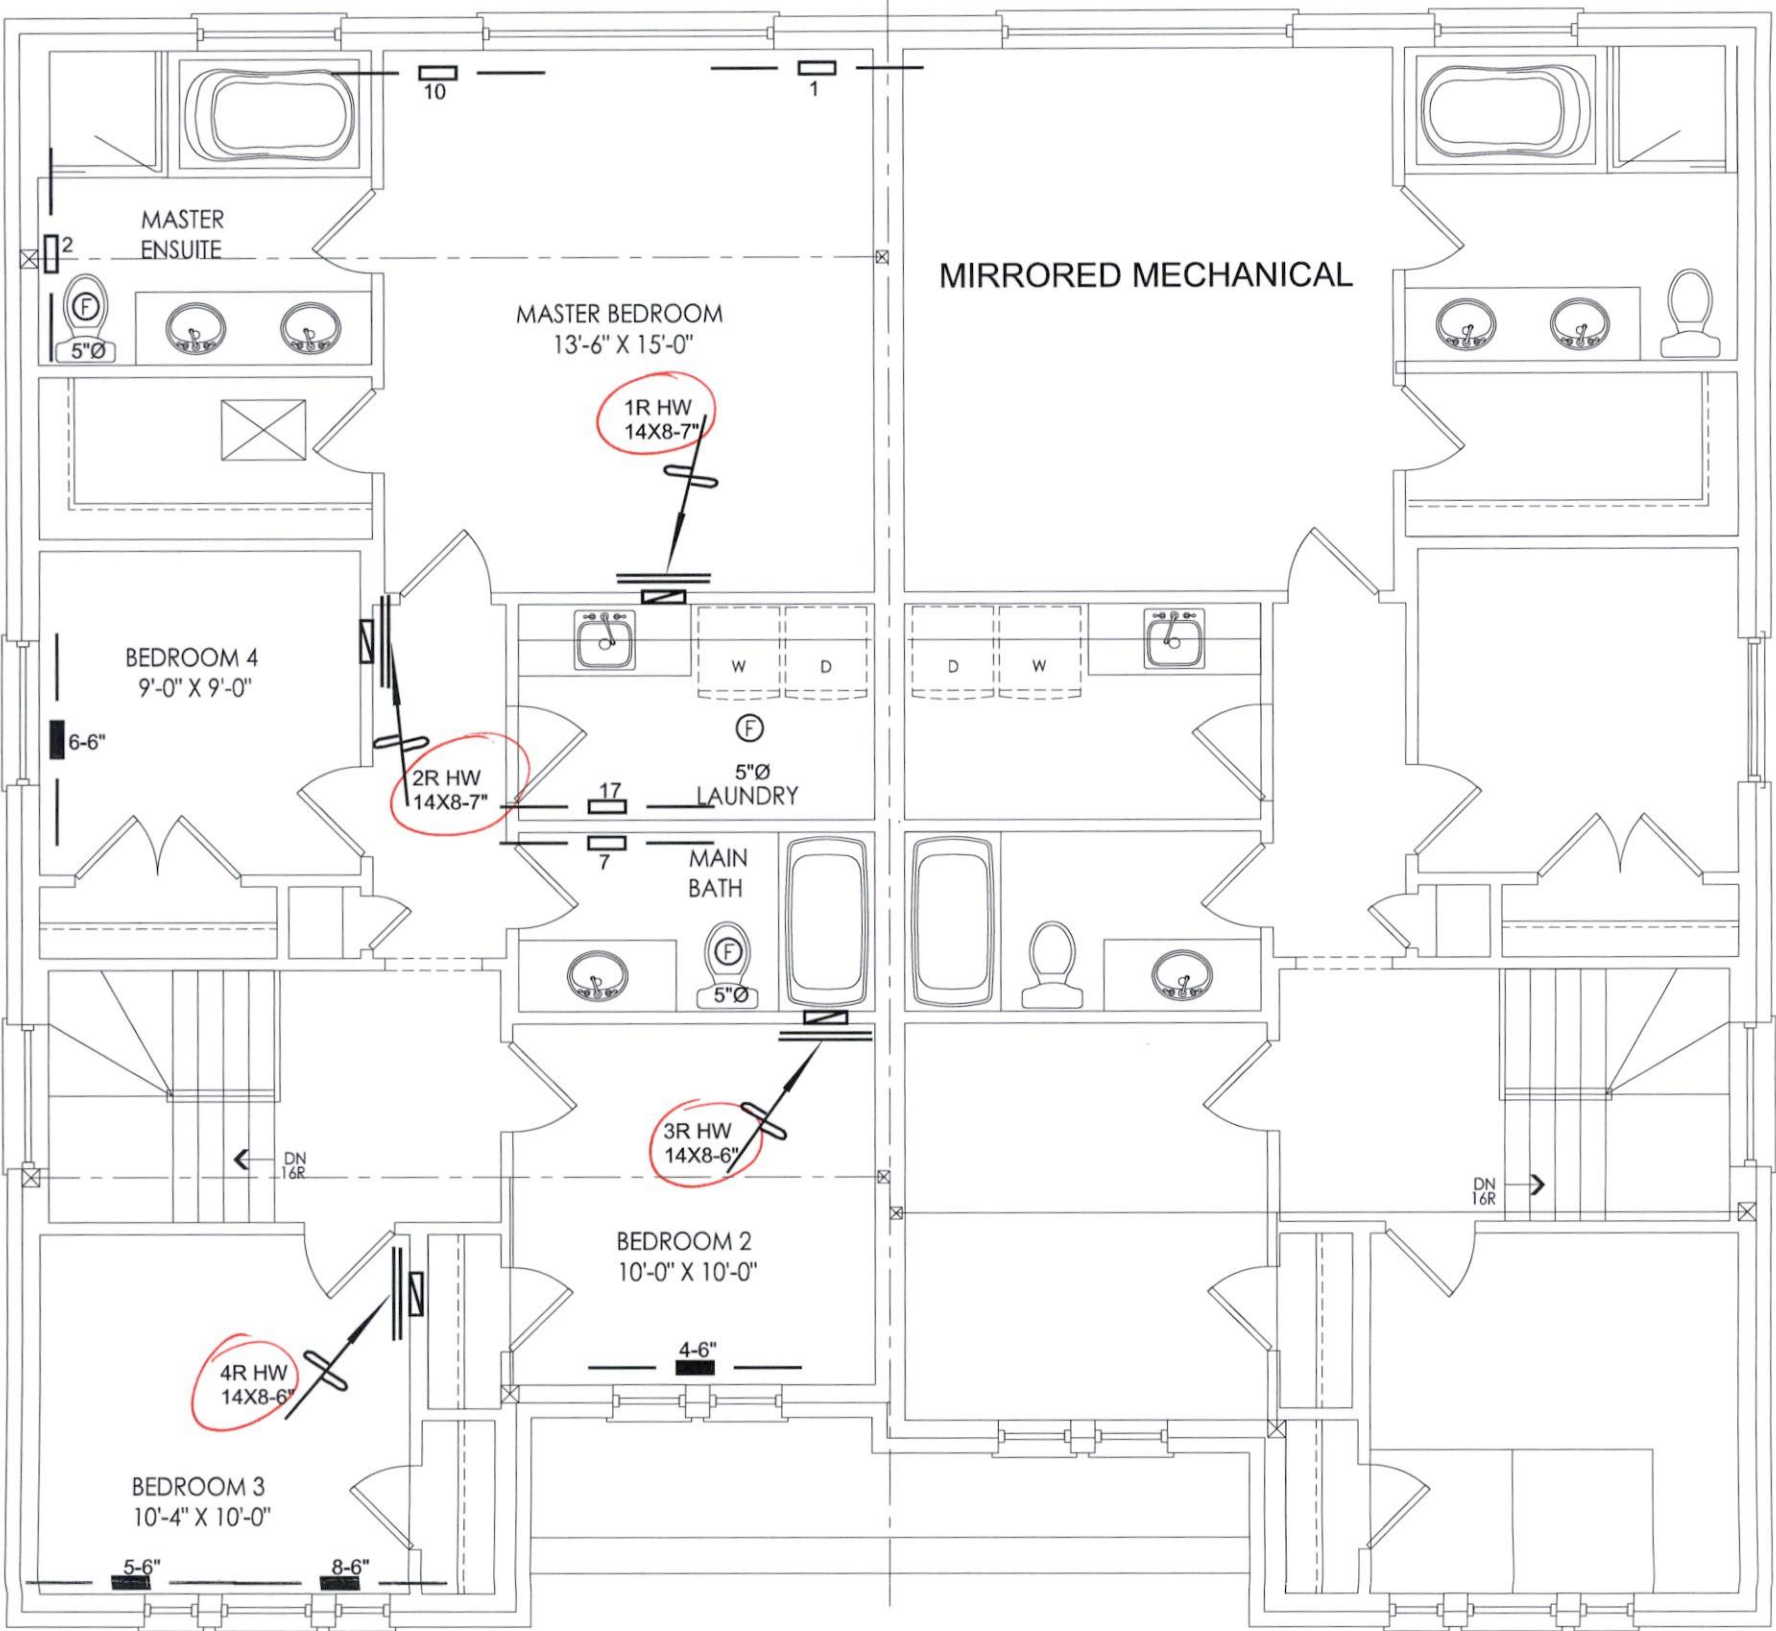 10
1
MASTER
ENSUITE
2
F
5"Ø
MIRRORED MECHANICAL
MASTER BEDROOM
13'-6" X 15'-0"
1R HW
14X8-7"
BEDROOM 4
9'-0" X 9'-0"
6-6"
W
D
D
W
F
2R HW
14X8-7"
5"Ø
LAUNDRY
17
7
MAIN
BATH
F
5"Ø
3R HW
14X8-6"
DN
16R
DN
16R
BEDROOM 2
10'-0" X 10'-0"
4-6"
4R HW
14X8-6"
BEDROOM 3
10'-4" X 10'-0"
5-6"
8-6"